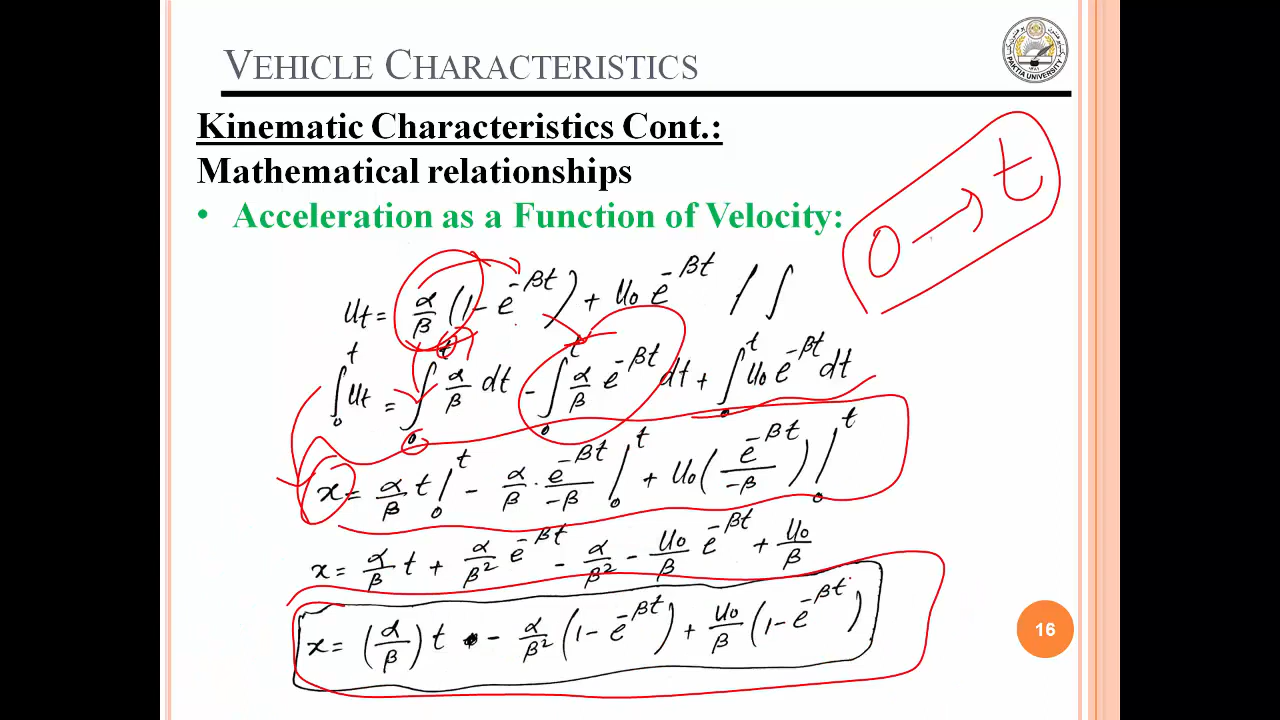 VEHICLE CHARACTERISTICS
PAKTIA UNIVERSITY
Kinematic Characteristics Cont.:
Mathematical relationships
• Acceleration as a Function of Velocity:
0 → t
u_t = α/β (1 - e^{-βt}) + u_0 e^{-βt} / ∫
∫_0^t u_t = ∫_0^t α/β dt - ∫_0^t α/β e^{-βt} dt + ∫_0^t u_0 e^{-βt} dt
x = α/β t |_0^t - α/β · e^{-βt}/-β |_0^t + u_0 (e^{-βt}/-β) |_0^t
x = α/β t + α/β² e^{-βt} - α/β² - u_0/β e^{-βt} + u_0/β
x = (α/β) t - α/β² (1 - e^{-βt}) + u_0/β (1 - e^{-βt})
16